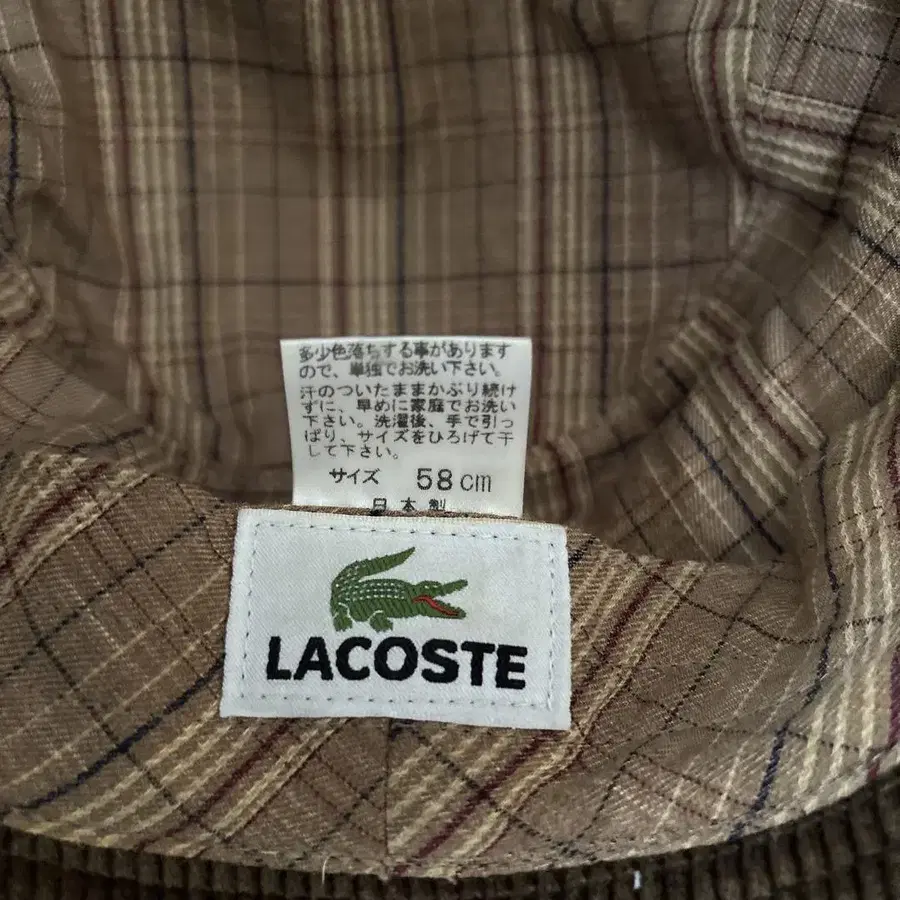 多少色落ちする事があります
ので、単独でお洗い下さい。
汗のついたままかぶり続け
ずに、早めに家庭でお洗い
下さい。洗濯後、手で引っ
ぱり、サイズをひろげて干
して下さい。
サイズ 58cm
日本製
LACOSTE